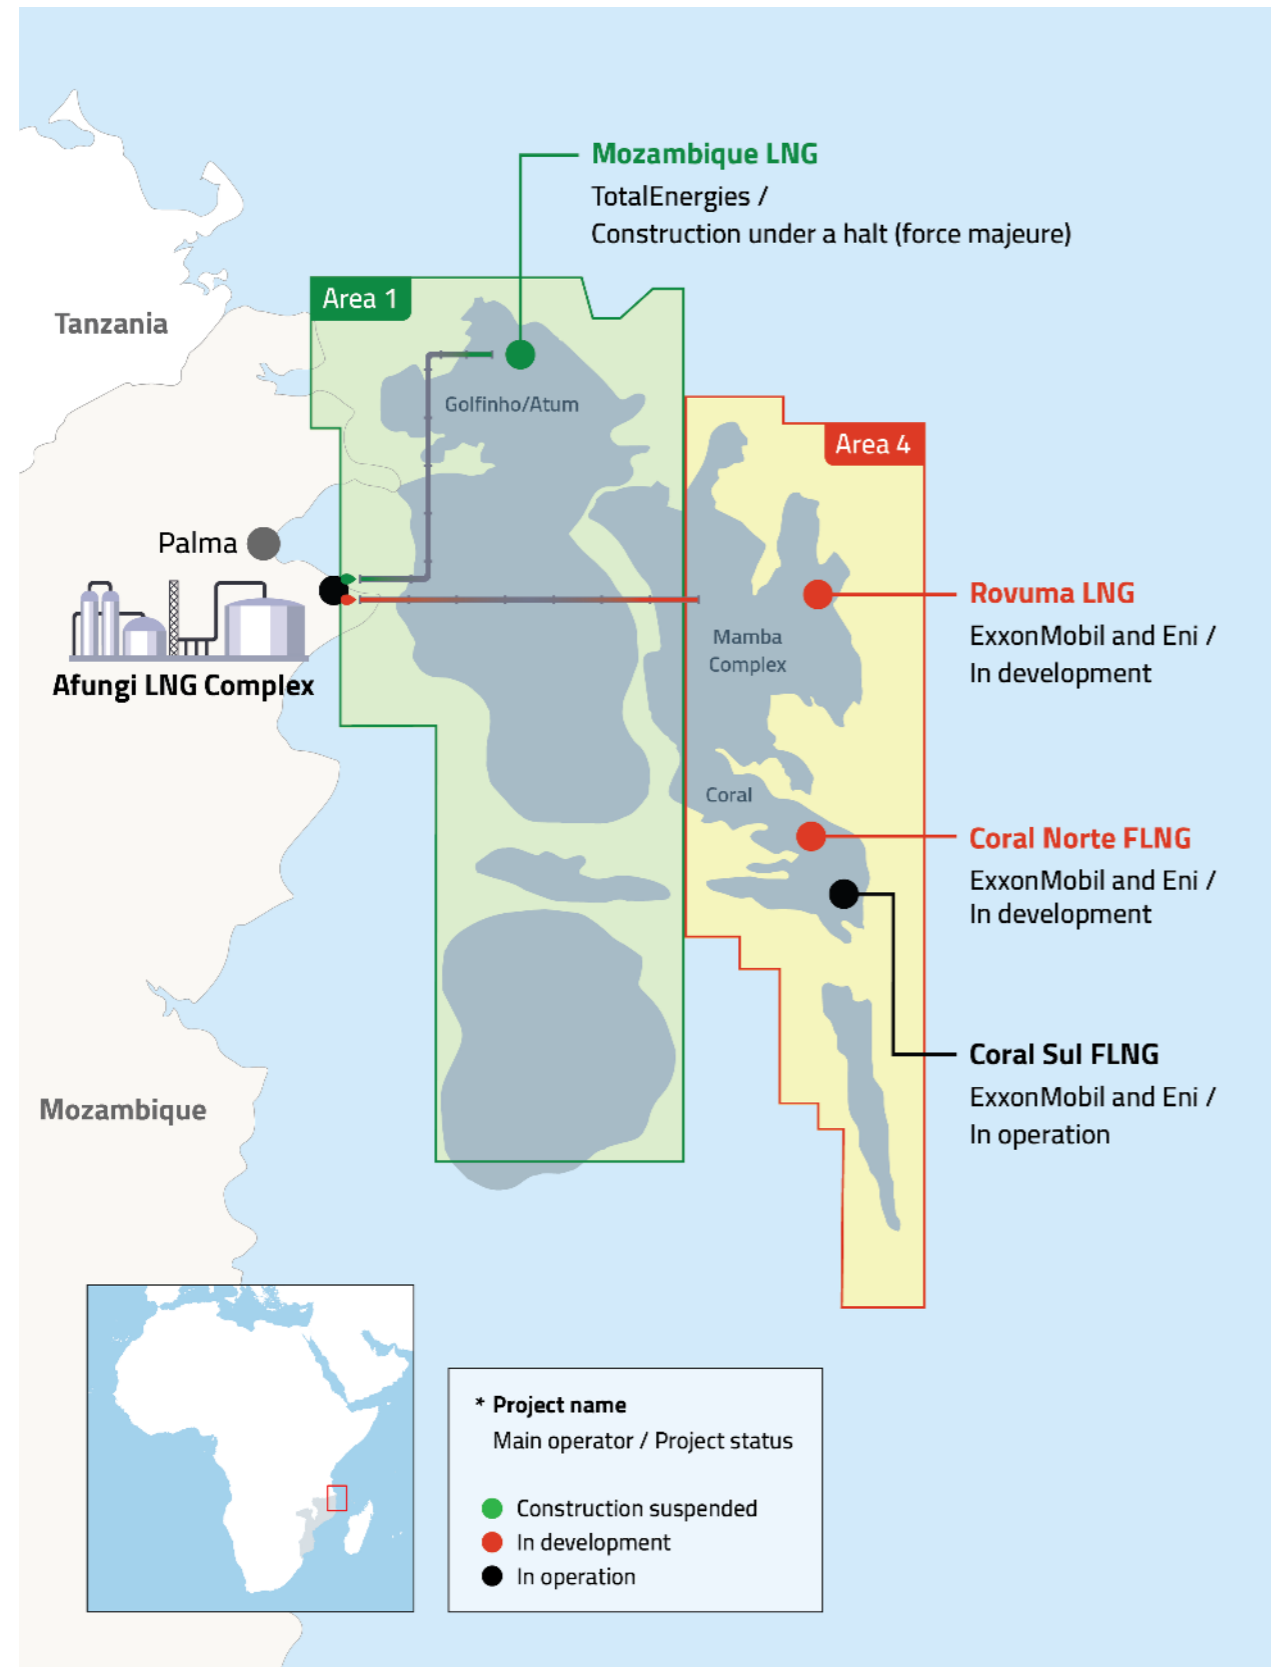 Mozambique LNG
TotalEnergies /
Construction under a halt (force majeure)
Area 1
Tanzania
Golfinho/Atum
Area 4
Palma
Rovuma LNG
ExxonMobil and Eni /
In development
Mamba
Complex
Afungi LNG Complex
Coral
Coral Norte FLNG
ExxonMobil and Eni /
In development
Coral Sul FLNG
ExxonMobil and Eni /
In operation
Mozambique
* Project name
Main operator / Project status
Construction suspended
In development
In operation